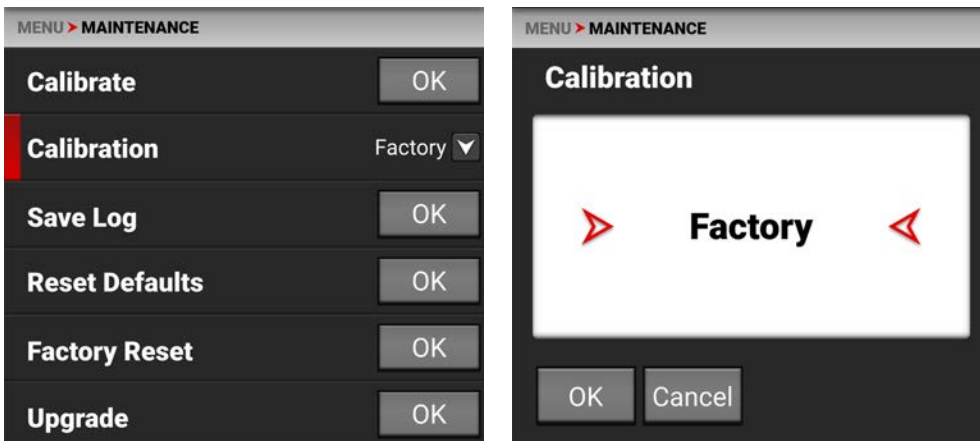 MENU > MAINTENANCE
Calibrate OK
Calibration Factory
Save Log OK
Reset Defaults OK
Factory Reset OK
Upgrade OK
MENU > MAINTENANCE
Calibration
Factory
OK Cancel